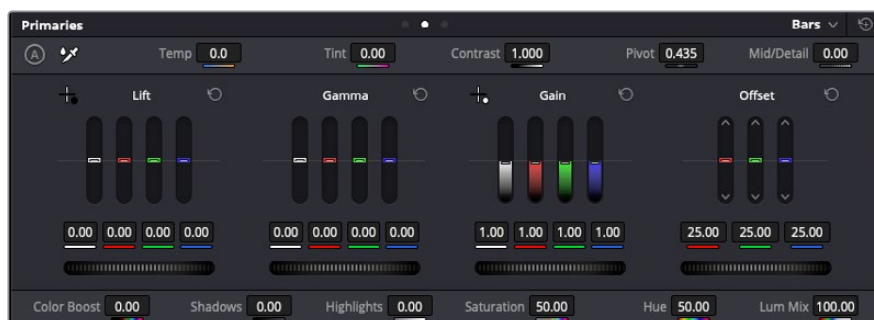 Primaries Bars
A Temp 0.0 Tint 0.00 Contrast 1.000 Pivot 0.435 Mid/Detail 0.00
Lift Gamma Gain Offset
0.00 0.00 0.00 0.00 0.00 0.00 0.00 0.00 1.00 1.00 1.00 1.00 25.00 25.00 25.00
Color Boost 0.00 Shadows 0.00 Highlights 0.00 Saturation 50.00 Hue 50.00 Lum Mix 100.00